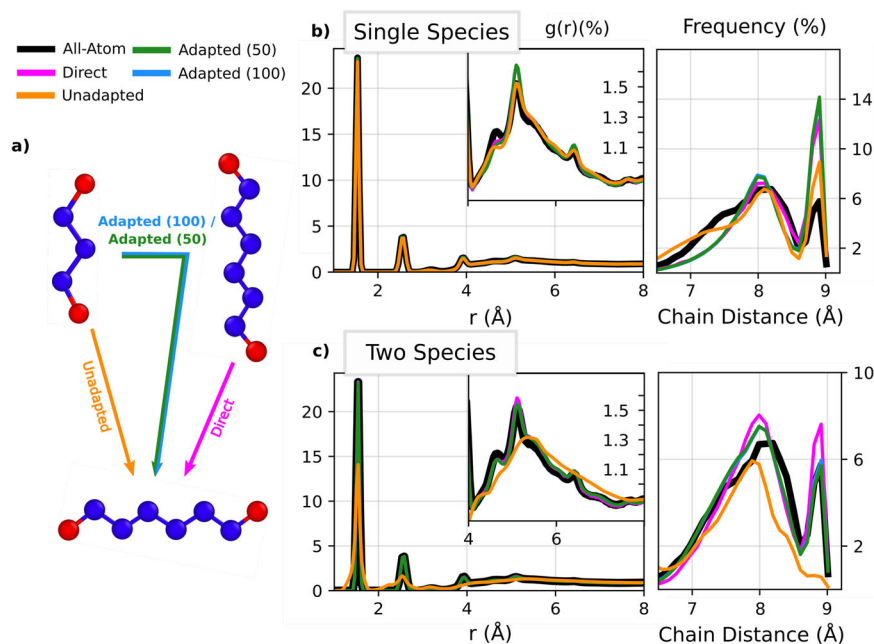 All-Atom
Direct
Unadapted
Adapted (50)
Adapted (100)
a)
Adapted (100) /
Adapted (50)
Unadapted
Direct
b)
Single Species
g(r)(%)
Frequency (%)
20
15
10
5
0
1.5
1.3
1.1
14
10
6
2
2
4
6
8
r (Å)
7
8
9
Chain Distance (Å)
c)
Two Species
20
15
10
5
0
1.5
1.3
1.1
4
6
10
6
2
2
4
6
8
r (Å)
7
8
9
Chain Distance (Å)